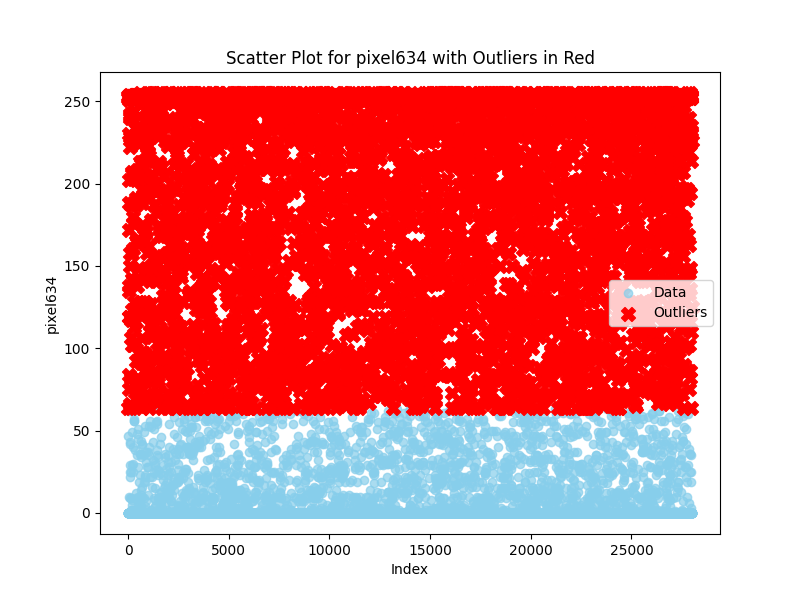 Scatter Plot for pixel634 with Outliers in Red
pixel634
250
200
150
100
50
0
Data
Outliers
0 5000 10000 15000 20000 25000
Index